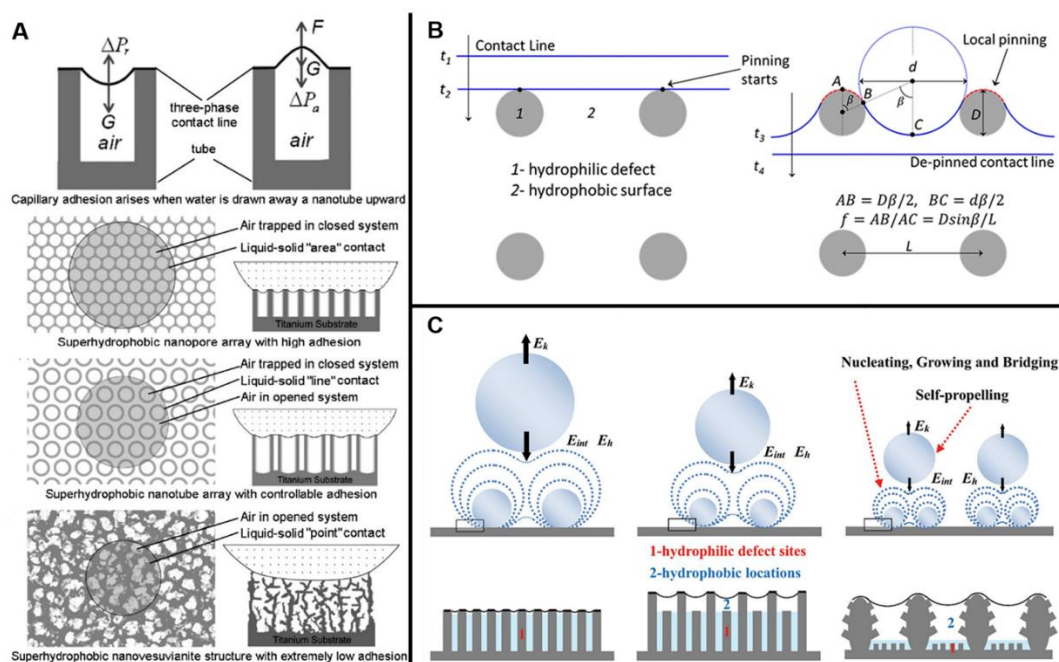 A
ΔPr
G
air
F
G
ΔPa
air
three-phase
contact line
tube
Capillary adhesion arises when water is drawn away a nanotube upward
Air trapped in closed system
Liquid-solid "area" contact
Titanium Substrate
Superhydrophobic nanopore array with high adhesion
Air trapped in closed system
Liquid-solid "line" contact
Air in opened system
Titanium Substrate
Superhydrophobic nanotube array with controllable adhesion
Air in opened system
Liquid-solid "point" contact
Titanium Substrate
Superhydrophobic nanovesuvianite structure with extremely low adhesion
B
t1
Contact Line
t2
Pinning
starts
1
2
1- hydrophilic defect
2- hydrophobic surface
d
Local pinning
A
B
β
β
C
D
t3
t4
De-pinned contact line
AB = Dβ/2, BC = dβ/2
f = AB/AC = Dsinβ/L
L
C
Ek
Eint Eh
Ek
Eint Eh
Nucleating, Growing and Bridging
Self-propelling
Ek
Eint Eh
1-hydrophilic defect sites
2-hydrophobic locations
1
2
1
2
1